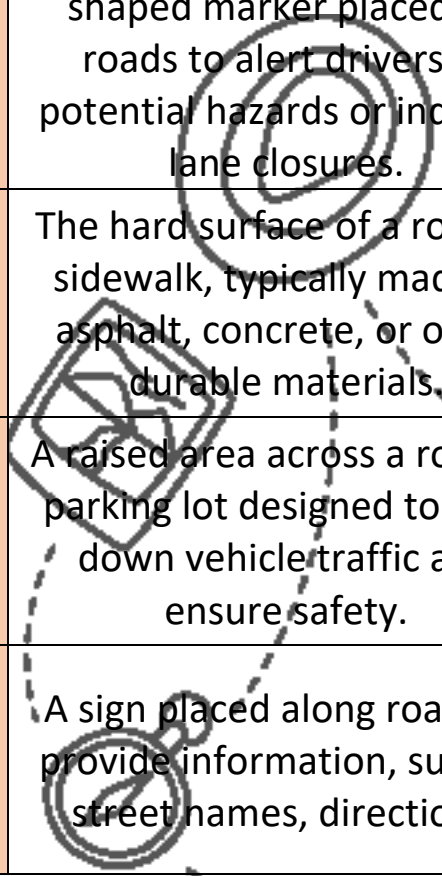 shaped marker placed
roads to alert drivers
potential hazards or ind
lane closures.
The hard surface of a ro
sidewalk, typically mad
asphalt, concrete, or o
durable materials.
A raised area across a ro
parking lot designed to
down vehicle traffic a
ensure safety.
A sign placed along roa
provide information, su
street names, directio